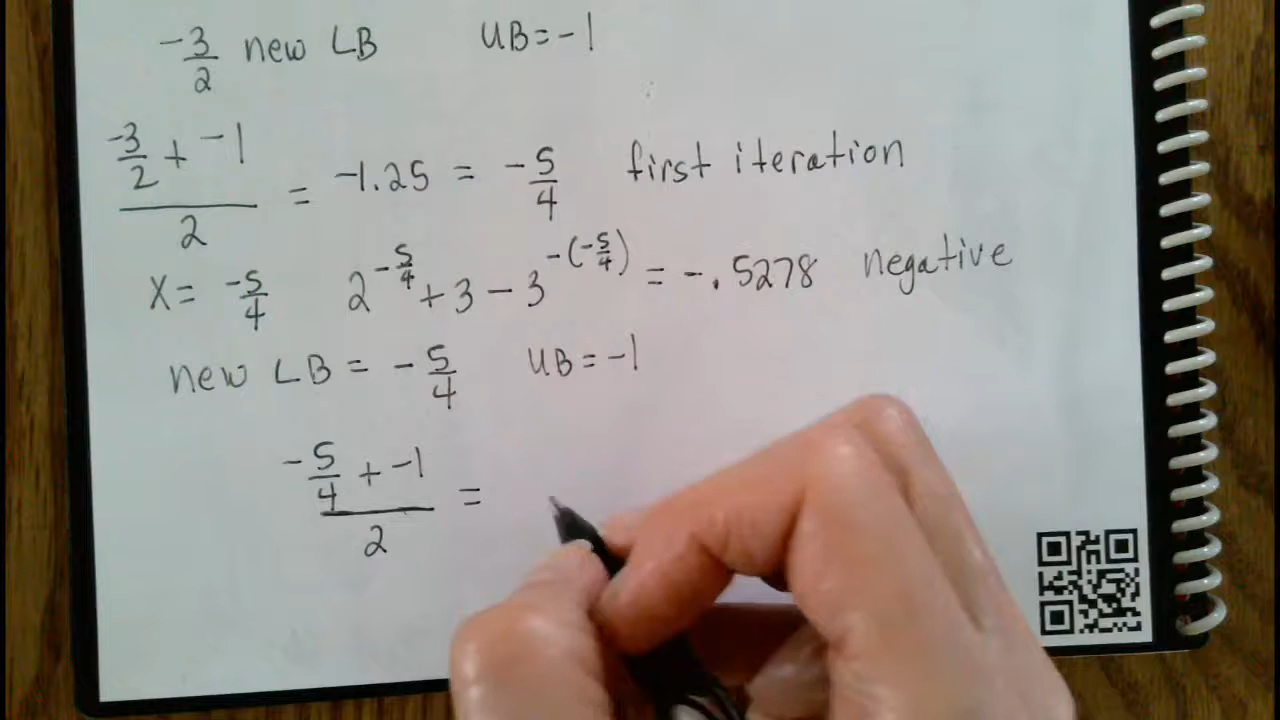 -3/2 new LB UB = -1
(-3/2 + -1)/2 = -1.25 = -5/4 first iteration
x = -5/4 2^(-5/4) + 3 - 3^(-(-5/4)) = -.5278 negative
new LB = -5/4 UB = -1
(-5/4 + -1)/2 =